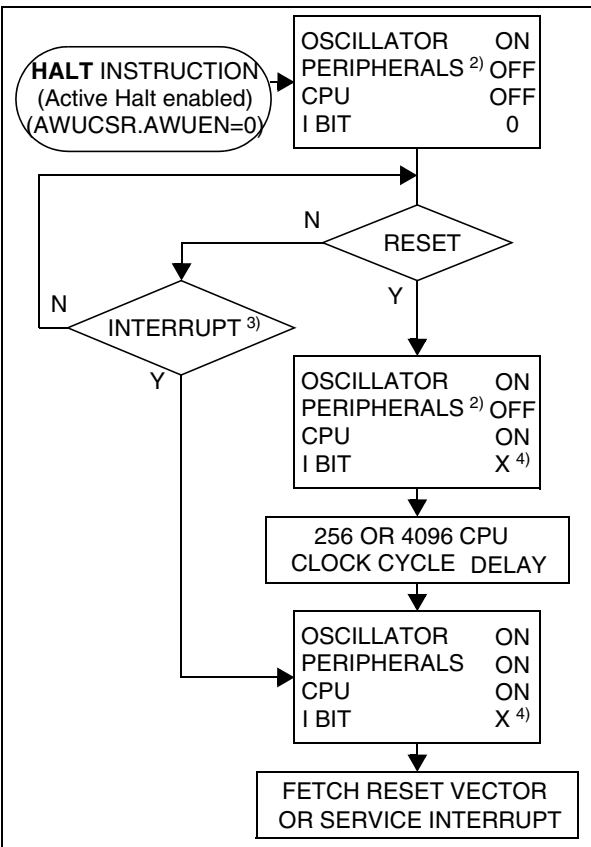 HALT INSTRUCTION
(Active Halt enabled)
(AWUCSR.AWUEN=0)
OSCILLATOR ON
PERIPHERALS 2) OFF
CPU OFF
I BIT 0
RESET
N
Y
INTERRUPT 3)
N
Y
OSCILLATOR ON
PERIPHERALS 2) OFF
CPU ON
I BIT X 4)
256 OR 4096 CPU
CLOCK CYCLE DELAY
OSCILLATOR ON
PERIPHERALS ON
CPU ON
I BIT X 4)
FETCH RESET VECTOR
OR SERVICE INTERRUPT